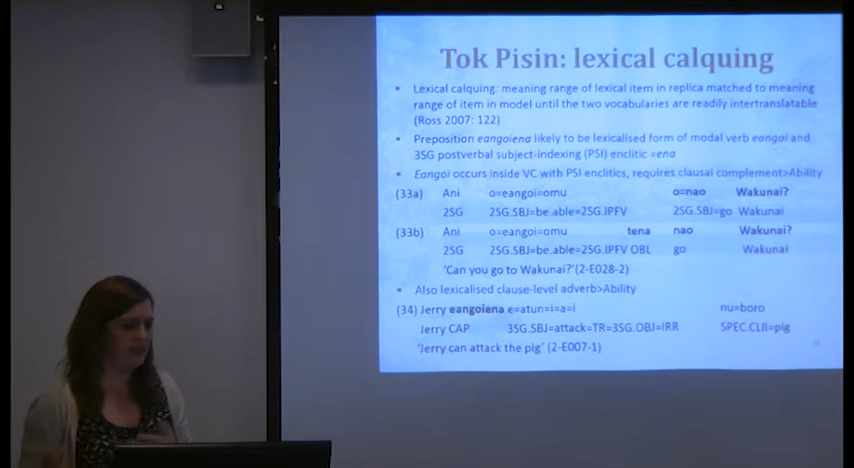 Tok Pisin: lexical calquing
Lexical calquing: meaning range of lexical item in replica matched to meaning
range of item in model until the two vocabularies are readily intertranslatable
(Ross 2007: 122)
Preposition eangoiena likely to be lexicalised form of modal verb eangoi and
3SG postverbal subject-indexing (PSI) enclitic =ena
Eangoi occurs inside VC with PSI enclitics, requires clausal complement>Ability
(33a) Ani o=eangoi=omu o=nao Wakunai?
2SG 2SG.SBJ=be.able=2SG.IPFV 2SG.SBJ=go Wakunai
(33b) Ani o=eangoi=omu tena nao Wakunai?
2SG 2SG.SBJ=be.able=2SG.IPFV OBL go Wakunai
'Can you go to Wakunai?'(2-E028-2)
Also lexicalised clause-level adverb>Ability
(34) Jerry eangoiena e=atun=i=a=i nu=boro
Jerry CAP 3SG.SBJ=attack=TR=3SG.OBJ=IRR SPEC.CLII=pig
'Jerry can attack the pig' (2-E007-1)